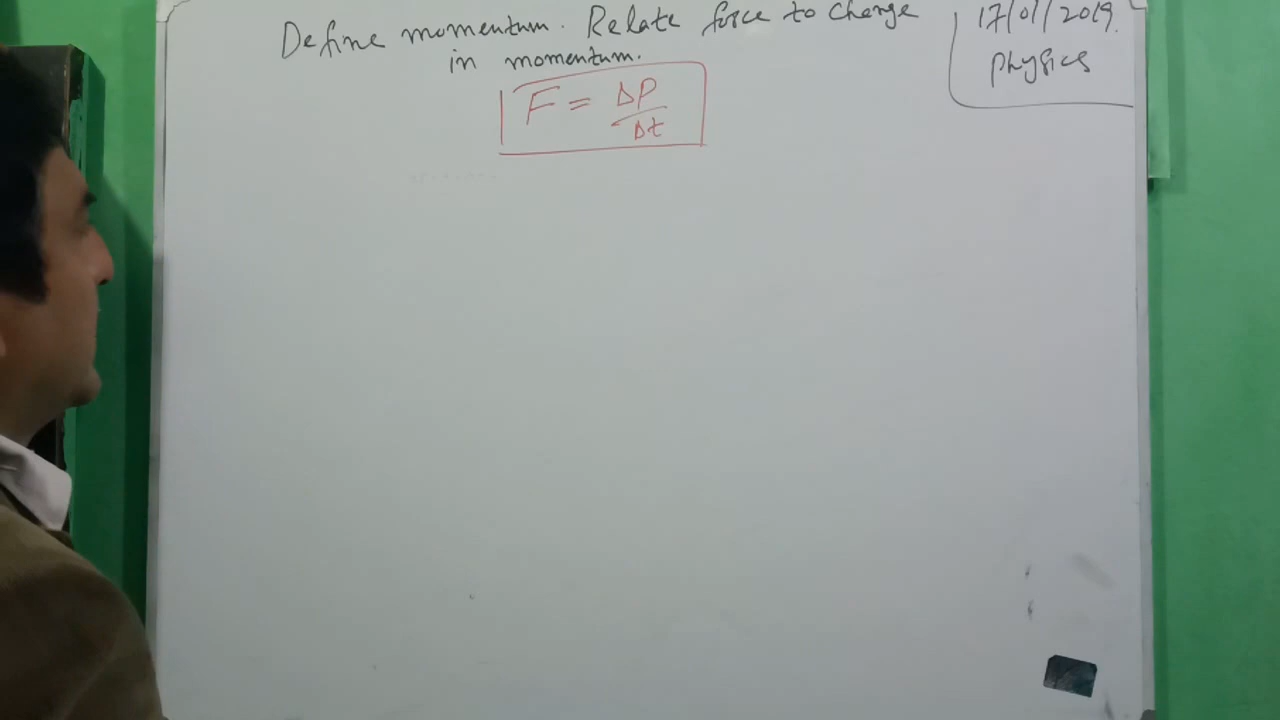 Define momentum. Relate force to change
in momentum.
F = ΔP
Δt
17/01/2019.
Physics